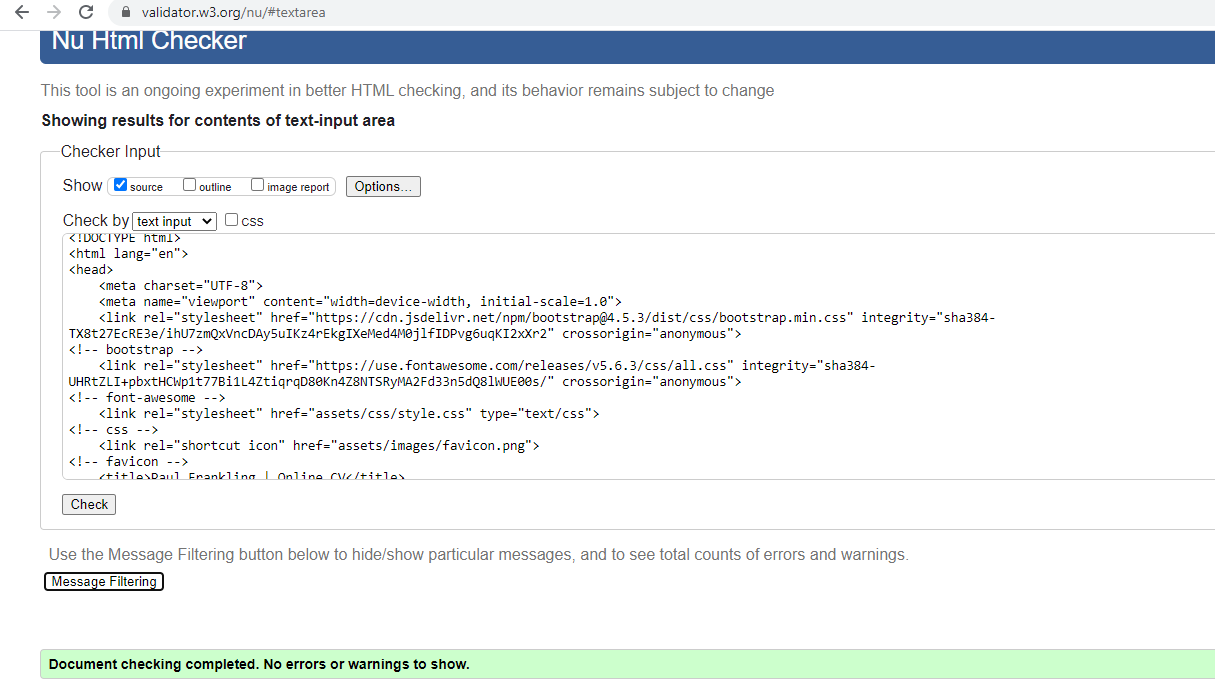 validator.w3.org/nu/#textarea
Nu Html Checker
This tool is an ongoing experiment in better HTML checking, and its behavior remains subject to change
Showing results for contents of text-input area
Checker Input
Show source outline image report Options...
Check by text input css
<!DOCTYPE html>
<html lang="en">
<head>
    <meta charset="UTF-8">
    <meta name="viewport" content="width=device-width, initial-scale=1.0">
    <link rel="stylesheet" href="https://cdn.jsdelivr.net/npm/bootstrap@4.5.3/dist/css/bootstrap.min.css" integrity="sha384-
TX8t27EcRE3e/ihU7zmQxVncDAy5uIKz4rEkgIXeMed4M0jlfIDPvg6uqKI2xXr2" crossorigin="anonymous">
<!-- bootstrap -->
    <link rel="stylesheet" href="https://use.fontawesome.com/releases/v5.6.3/css/all.css" integrity="sha384-
UHRtZLI+pbxtHCWp1t77Bi1L4ZtiqrqD80Kn4Z8NTSRyMA2Fd33n5dQ8lWUE00s/" crossorigin="anonymous">
<!-- font-awesome -->
    <link rel="stylesheet" href="assets/css/style.css" type="text/css">
<!-- css -->
    <link rel="shortcut icon" href="assets/images/favicon.png">
<!-- favicon -->
    <title>Paul Frankling | Online CV</title>
Check
Use the Message Filtering button below to hide/show particular messages, and to see total counts of errors and warnings.
Message Filtering
Document checking completed. No errors or warnings to show.